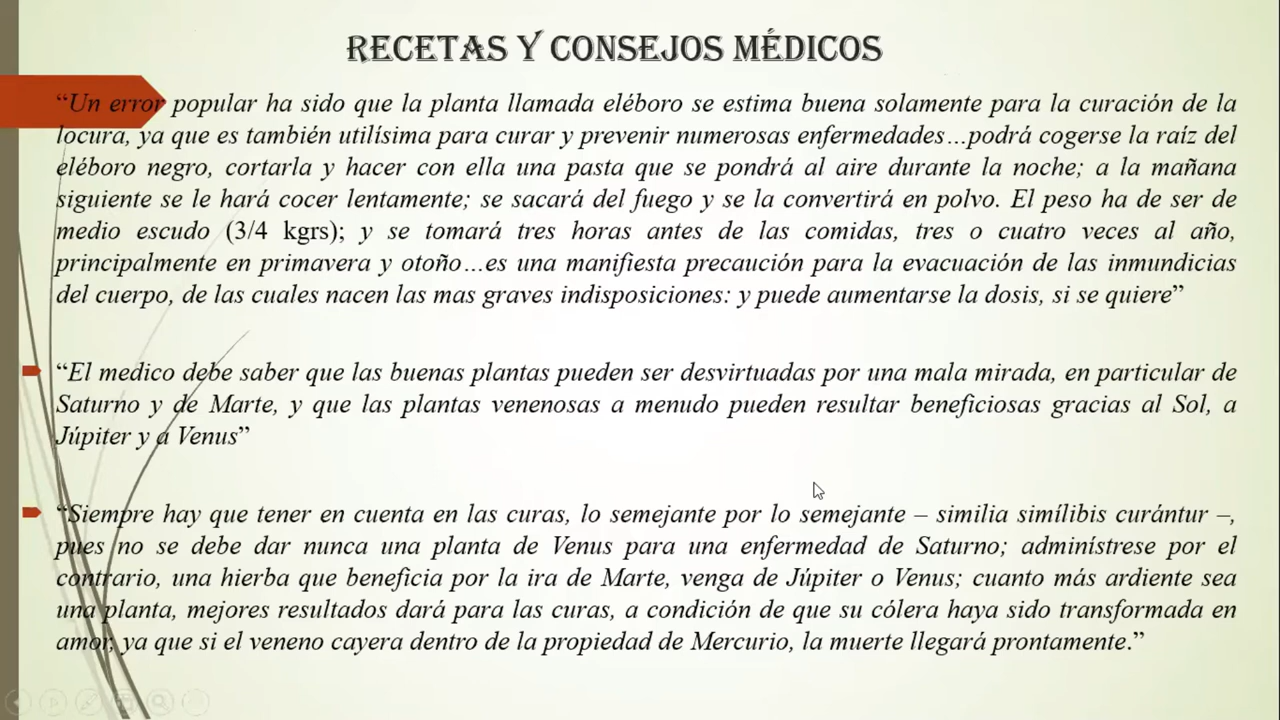 RECETAS Y CONSEJOS MÉDICOS
“Un error popular ha sido que la planta llamada eléboro se estima buena solamente para la curación de la
locura, ya que es también utilísima para curar y prevenir numerosas enfermedades…podrá cogerse la raíz del
eléboro negro, cortarla y hacer con ella una pasta que se pondrá al aire durante la noche; a la mañana
siguiente se le hará cocer lentamente; se sacará del fuego y se la convertirá en polvo. El peso ha de ser de
medio escudo (3/4 kgrs); y se tomará tres horas antes de las comidas, tres o cuatro veces al año,
principalmente en primavera y otoño…es una manifiesta precaución para la evacuación de las inmundicias
del cuerpo, de las cuales nacen las mas graves indisposiciones: y puede aumentarse la dosis, si se quiere”
“El medico debe saber que las buenas plantas pueden ser desvirtuadas por una mala mirada, en particular de
Saturno y de Marte, y que las plantas venenosas a menudo pueden resultar beneficiosas gracias al Sol, a
Júpiter y a Venus”
“Siempre hay que tener en cuenta en las curas, lo semejante por lo semejante – similia simílibis curántur –,
pues no se debe dar nunca una planta de Venus para una enfermedad de Saturno; adminístrese por el
contrario, una hierba que beneficia por la ira de Marte, venga de Júpiter o Venus; cuanto más ardiente sea
una planta, mejores resultados dará para las curas, a condición de que su cólera haya sido transformada en
amor, ya que si el veneno cayera dentro de la propiedad de Mercurio, la muerte llegará prontamente.”